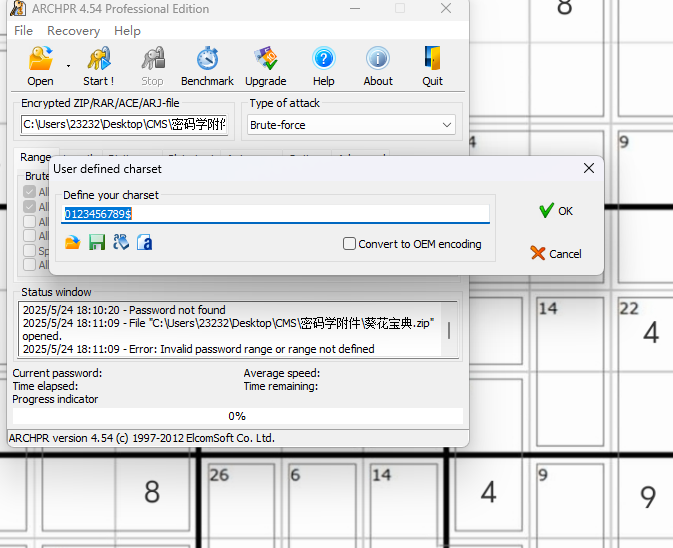 ARCHPR 4.54 Professional Edition
File Recovery Help
Open Start ! Stop Benchmark Upgrade Help About Quit
Encrypted ZIP/RAR/ACE/ARJ-file
C:\Users\23232\Desktop\CMS\密码学附件
Type of attack
Brute-force
Range
Brute
All
All
All
All
Sp
All
User defined charset
Define your charset
0123456789$
Convert to OEM encoding
OK
Cancel
Status window
2025/5/24 18:10:20 - Password not found
2025/5/24 18:11:09 - File "C:\Users\23232\Desktop\CMS\密码学附件\葵花宝典.zip"
opened.
2025/5/24 18:11:09 - Error: Invalid password range or range not defined
Current password:
Average speed:
Time elapsed:
Time remaining:
Progress indicator
0%
ARCHPR version 4.54 (c) 1997-2012 ElcomSoft Co. Ltd.
8
4
9
14
22
4
8
26
6
14
4
9
9